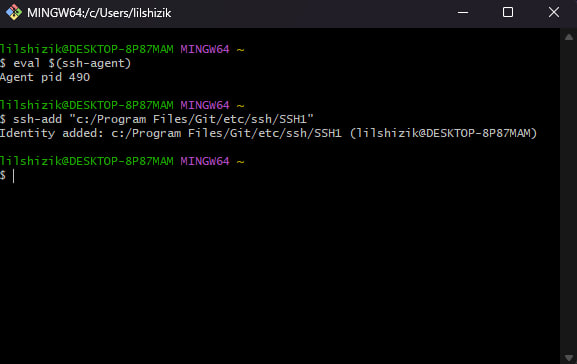 MINGW64:/c/Users/lilshizik
lilshizik@DESKTOP-8P87MAM MINGW64 ~
$ eval $(ssh-agent)
Agent pid 490
lilshizik@DESKTOP-8P87MAM MINGW64 ~
$ ssh-add "c:/Program Files/Git/etc/ssh/SSH1"
Identity added: c:/Program Files/Git/etc/ssh/SSH1 (lilshizik@DESKTOP-8P87MAM)
lilshizik@DESKTOP-8P87MAM MINGW64 ~
$